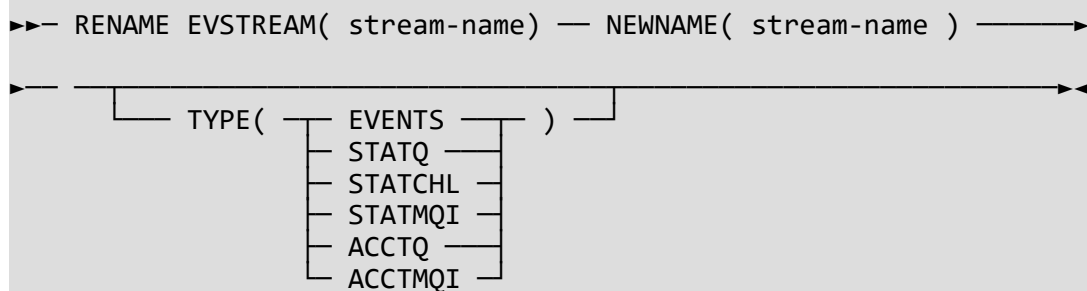 ►►─ RENAME EVSTREAM( stream-name) ── NEWNAME( stream-name ) ──────►
►── ──┬──────────────────────────────┬──────────────────────────►◄
└─── TYPE( ─┬─ EVENTS ──┬─ ) ──┘
├─ STATQ ───┤
├─ STATCHL ─┤
├─ STATMQI ─┤
├─ ACCTQ ───┤
└─ ACCTMQI ─┘